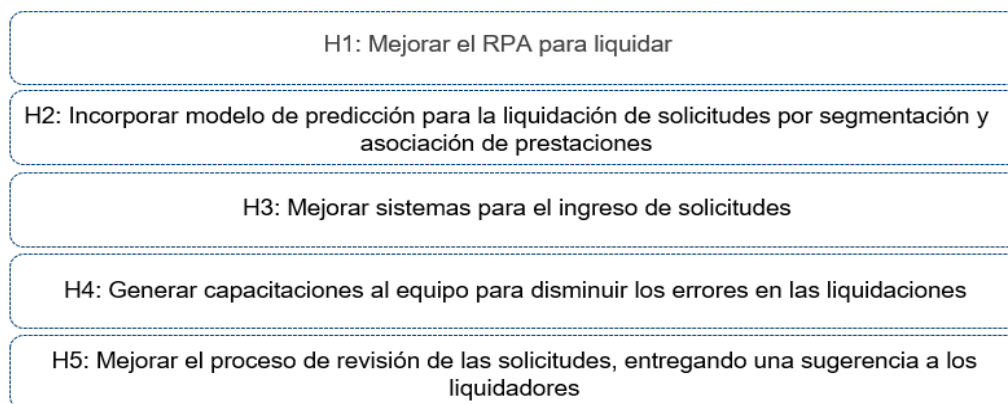 H1: Mejorar el RPA para liquidar
H2: Incorporar modelo de predicción para la liquidación de solicitudes por segmentación y
asociación de prestaciones
H3: Mejorar sistemas para el ingreso de solicitudes
H4: Generar capacitaciones al equipo para disminuir los errores en las liquidaciones
H5: Mejorar el proceso de revisión de las solicitudes, entregando una sugerencia a los
liquidadores